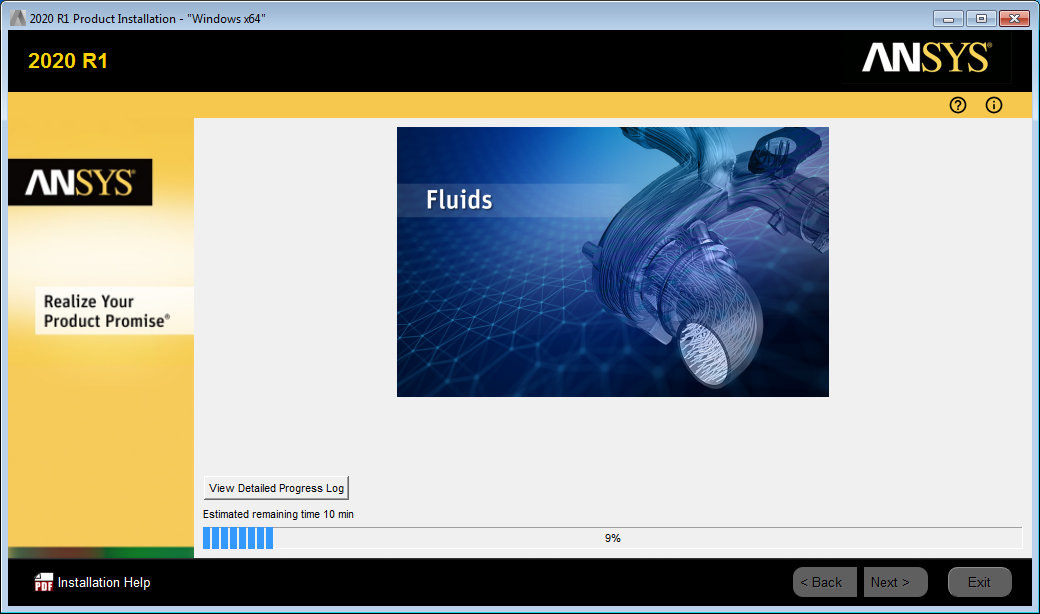 2020 R1 Product Installation - "Windows x64"
2020 R1
ANSYS®
ANSYS®
Realize Your
Product Promise®
Fluids
View Detailed Progress Log
Estimated remaining time 10 min
9%
PDF
Installation Help
< Back
Next >
Exit